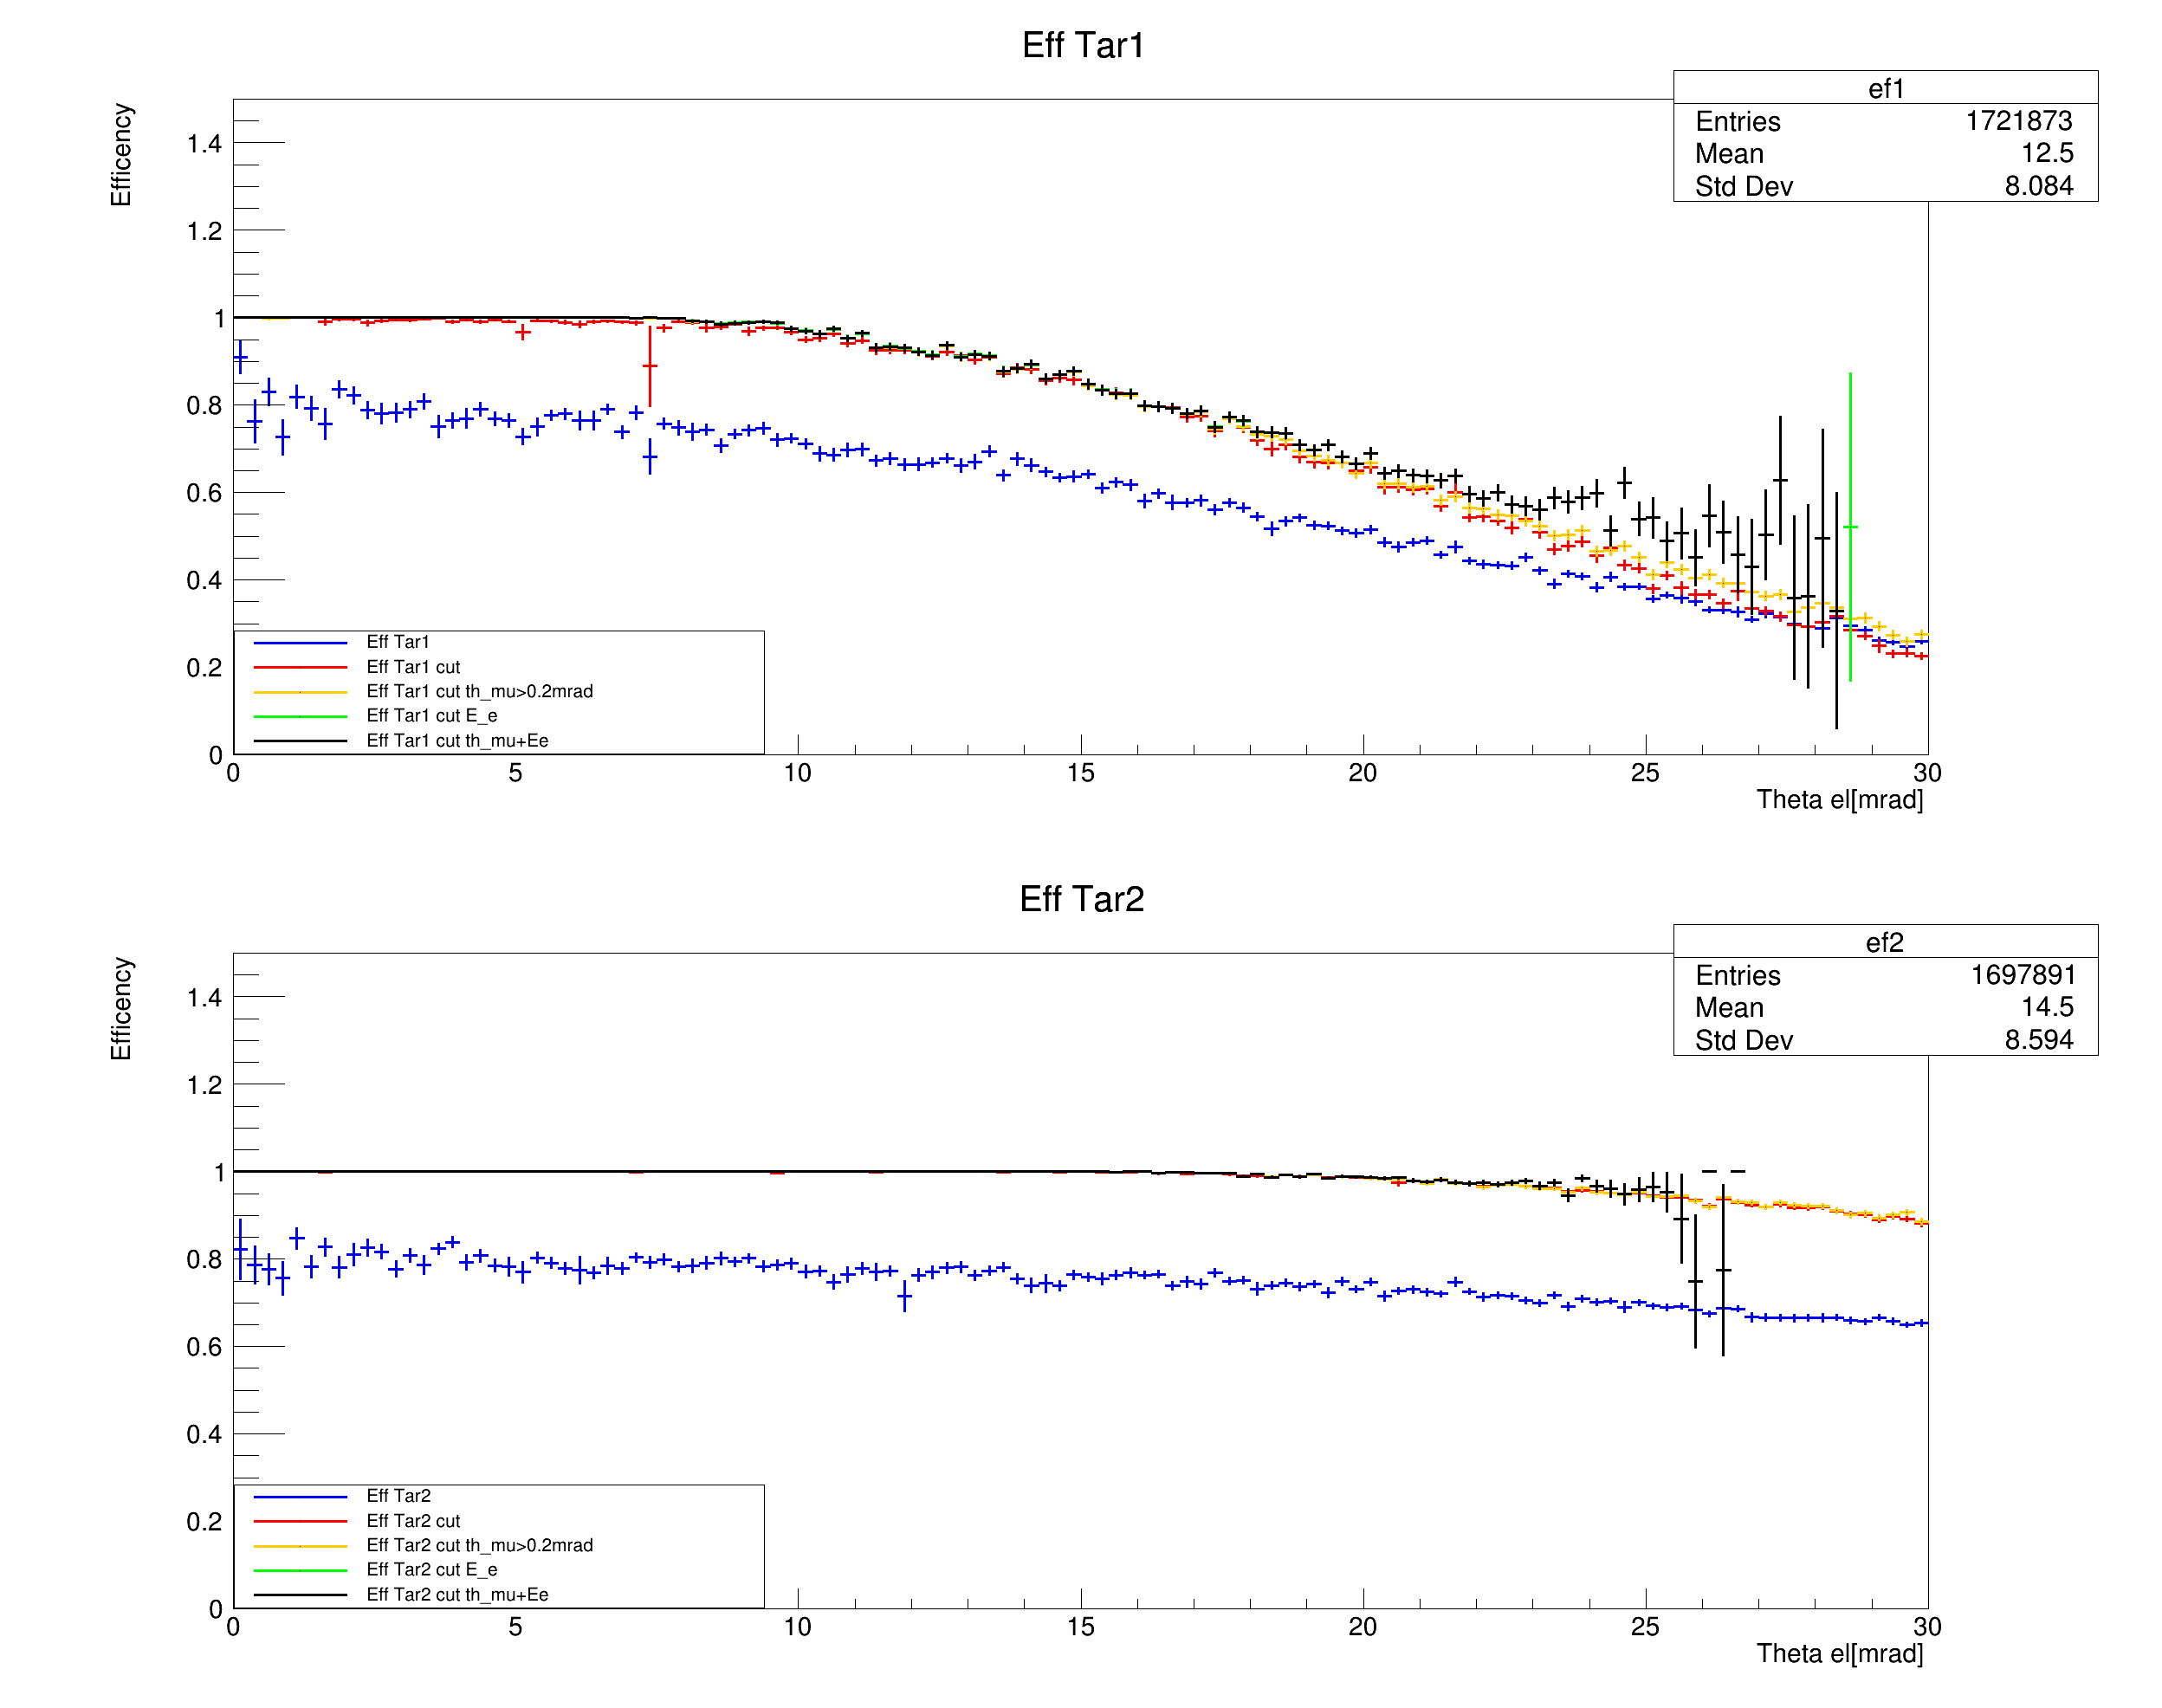 Eff Tar1
ef1
Entries 1721873
Mean 12.5
Std Dev 8.084
Efficency
1.4
1.2
1
0.8
0.6
0.4
0.2
0
Eff Tar1
Eff Tar1 cut
Eff Tar1 cut th_mu>0.2mrad
Eff Tar1 cut E_e
Eff Tar1 cut th_mu+Ee
0 5 10 15 20 25 30
Theta el[mrad]
Eff Tar2
ef2
Entries 1697891
Mean 14.5
Std Dev 8.594
Efficency
1.4
1.2
1
0.8
0.6
0.4
0.2
0
Eff Tar2
Eff Tar2 cut
Eff Tar2 cut th_mu>0.2mrad
Eff Tar2 cut E_e
Eff Tar2 cut th_mu+Ee
0 5 10 15 20 25 30
Theta el[mrad]